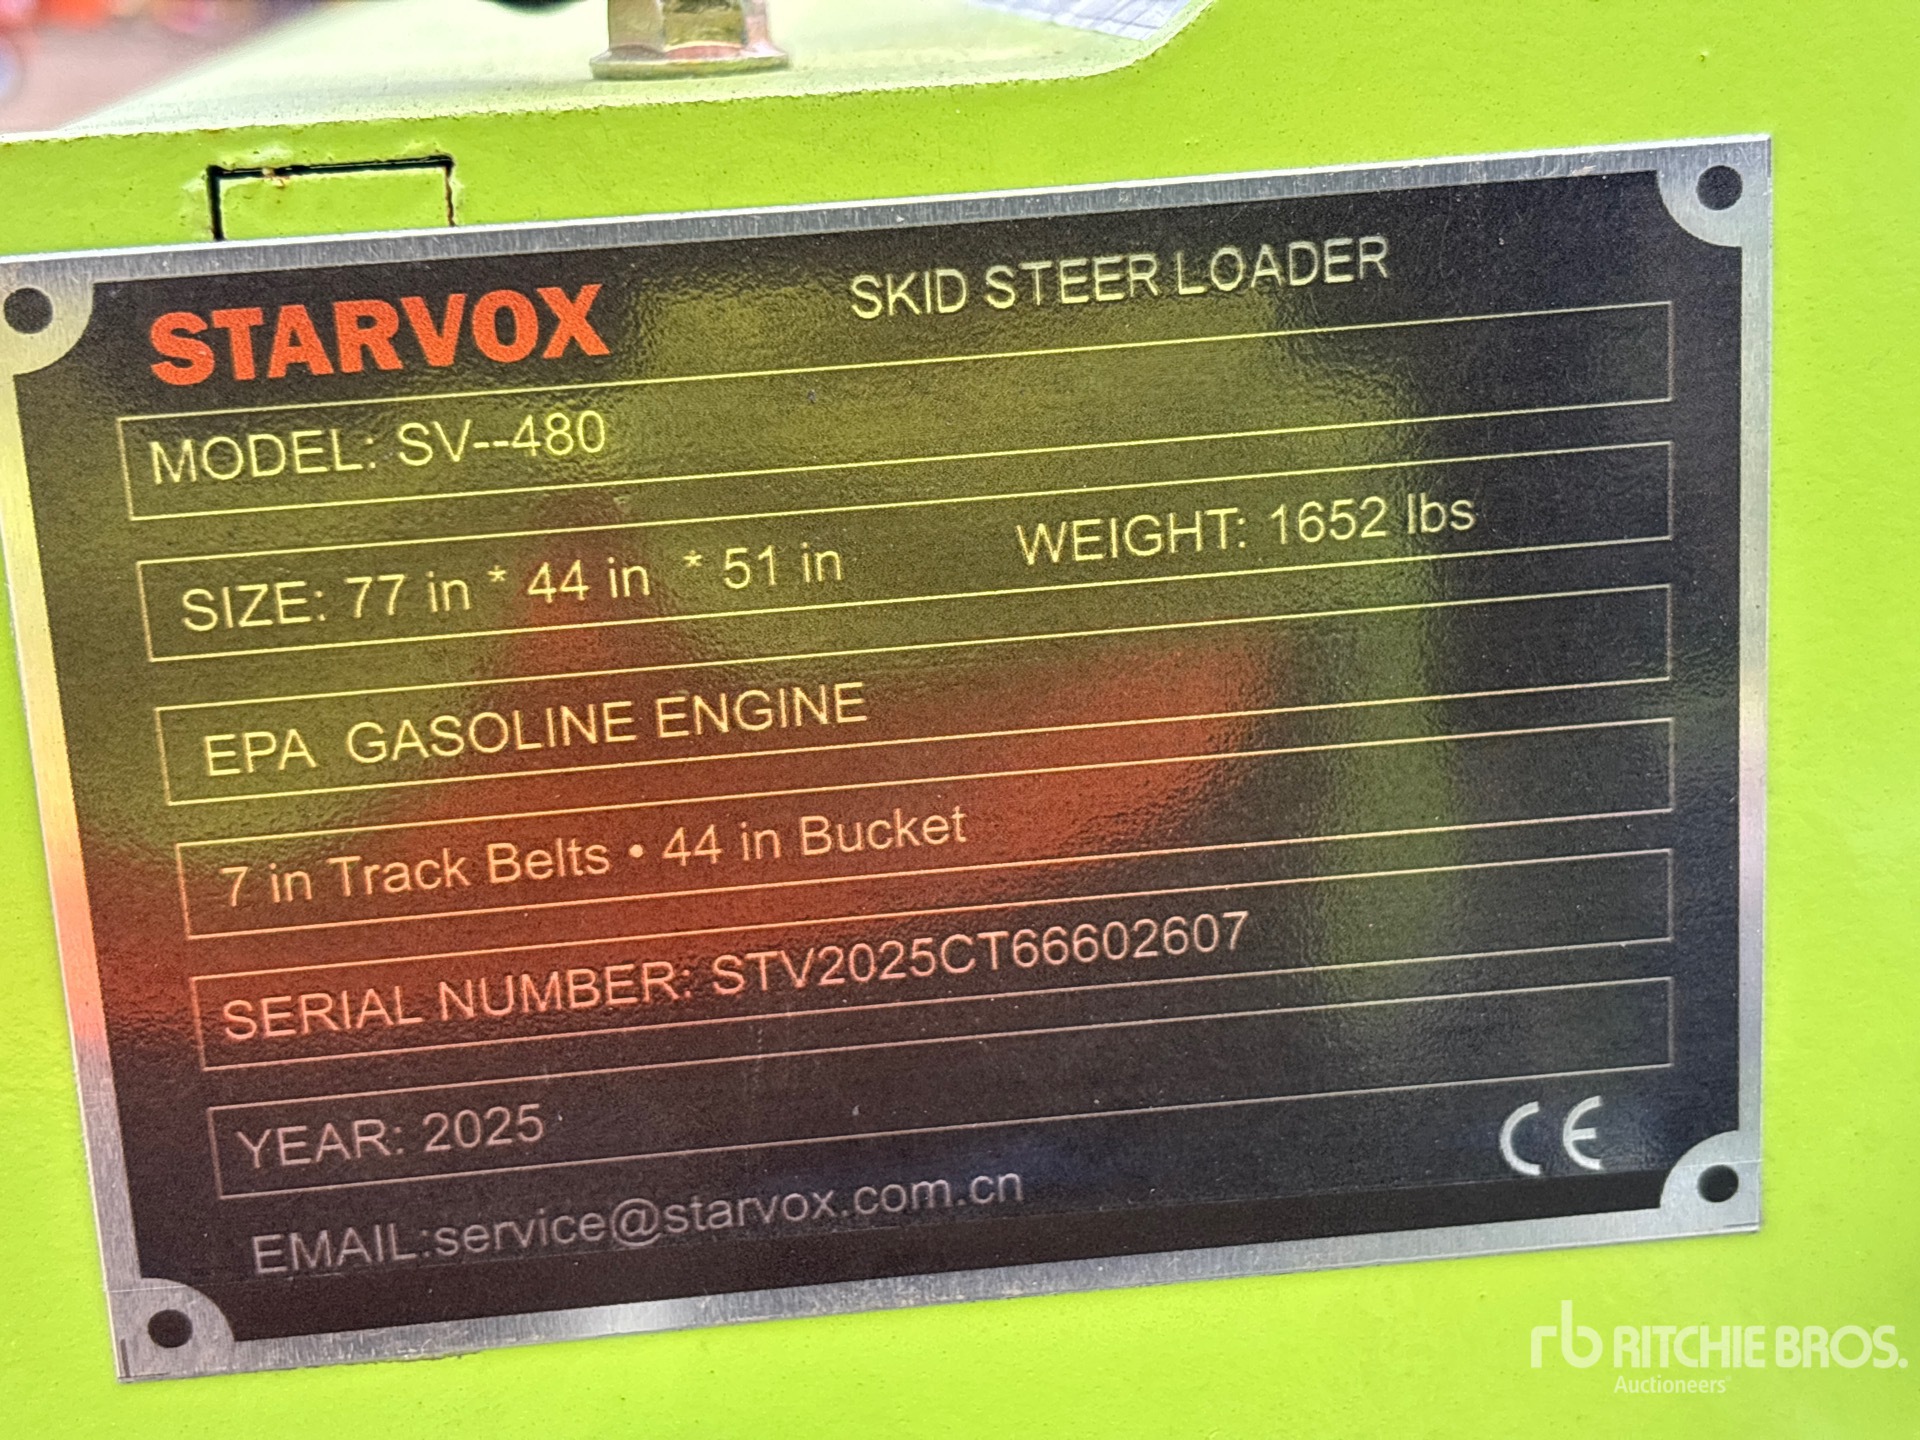 STARVOX SKID STEER LOADER
MODEL: SV--480
SIZE: 77 in * 44 in * 51 in WEIGHT: 1652 lbs
EPA GASOLINE ENGINE
7 in Track Belts • 44 in Bucket
SERIAL NUMBER: STV2025CT66602607
YEAR: 2025
CE
EMAIL:service@starvox.com.cn
rb RITCHIE BROS.
Auctioneers